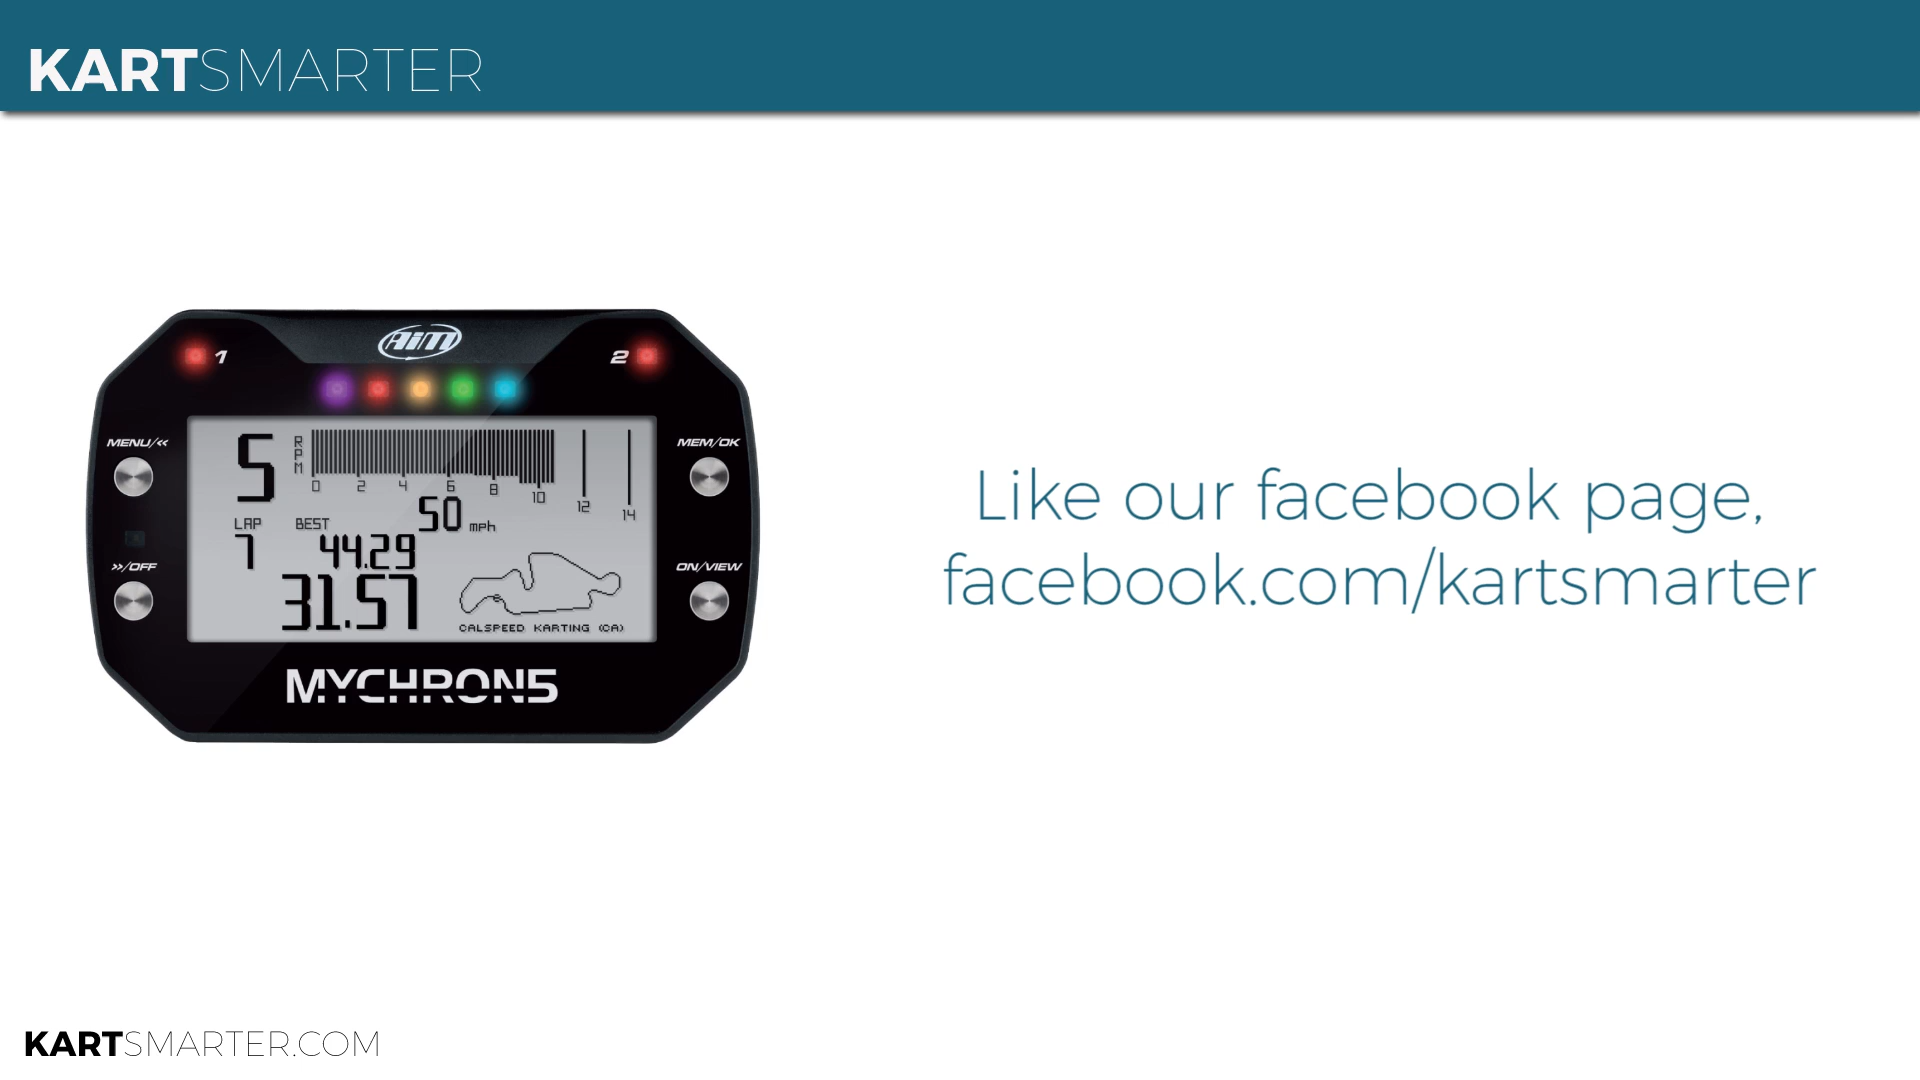 KARTSMARTER
AiM
1
2
MENU/<<
MEM/OK
5
RPM
0 2 4 6 8 10 12 14
50 mph
LAP
BEST
7
44.29
>>/OFF
ON/VIEW
31.57
CALSPEED KARTING (CA)
MYCHRON5
Like our facebook page,
facebook.com/kartsmarter
KARTSMARTER.COM